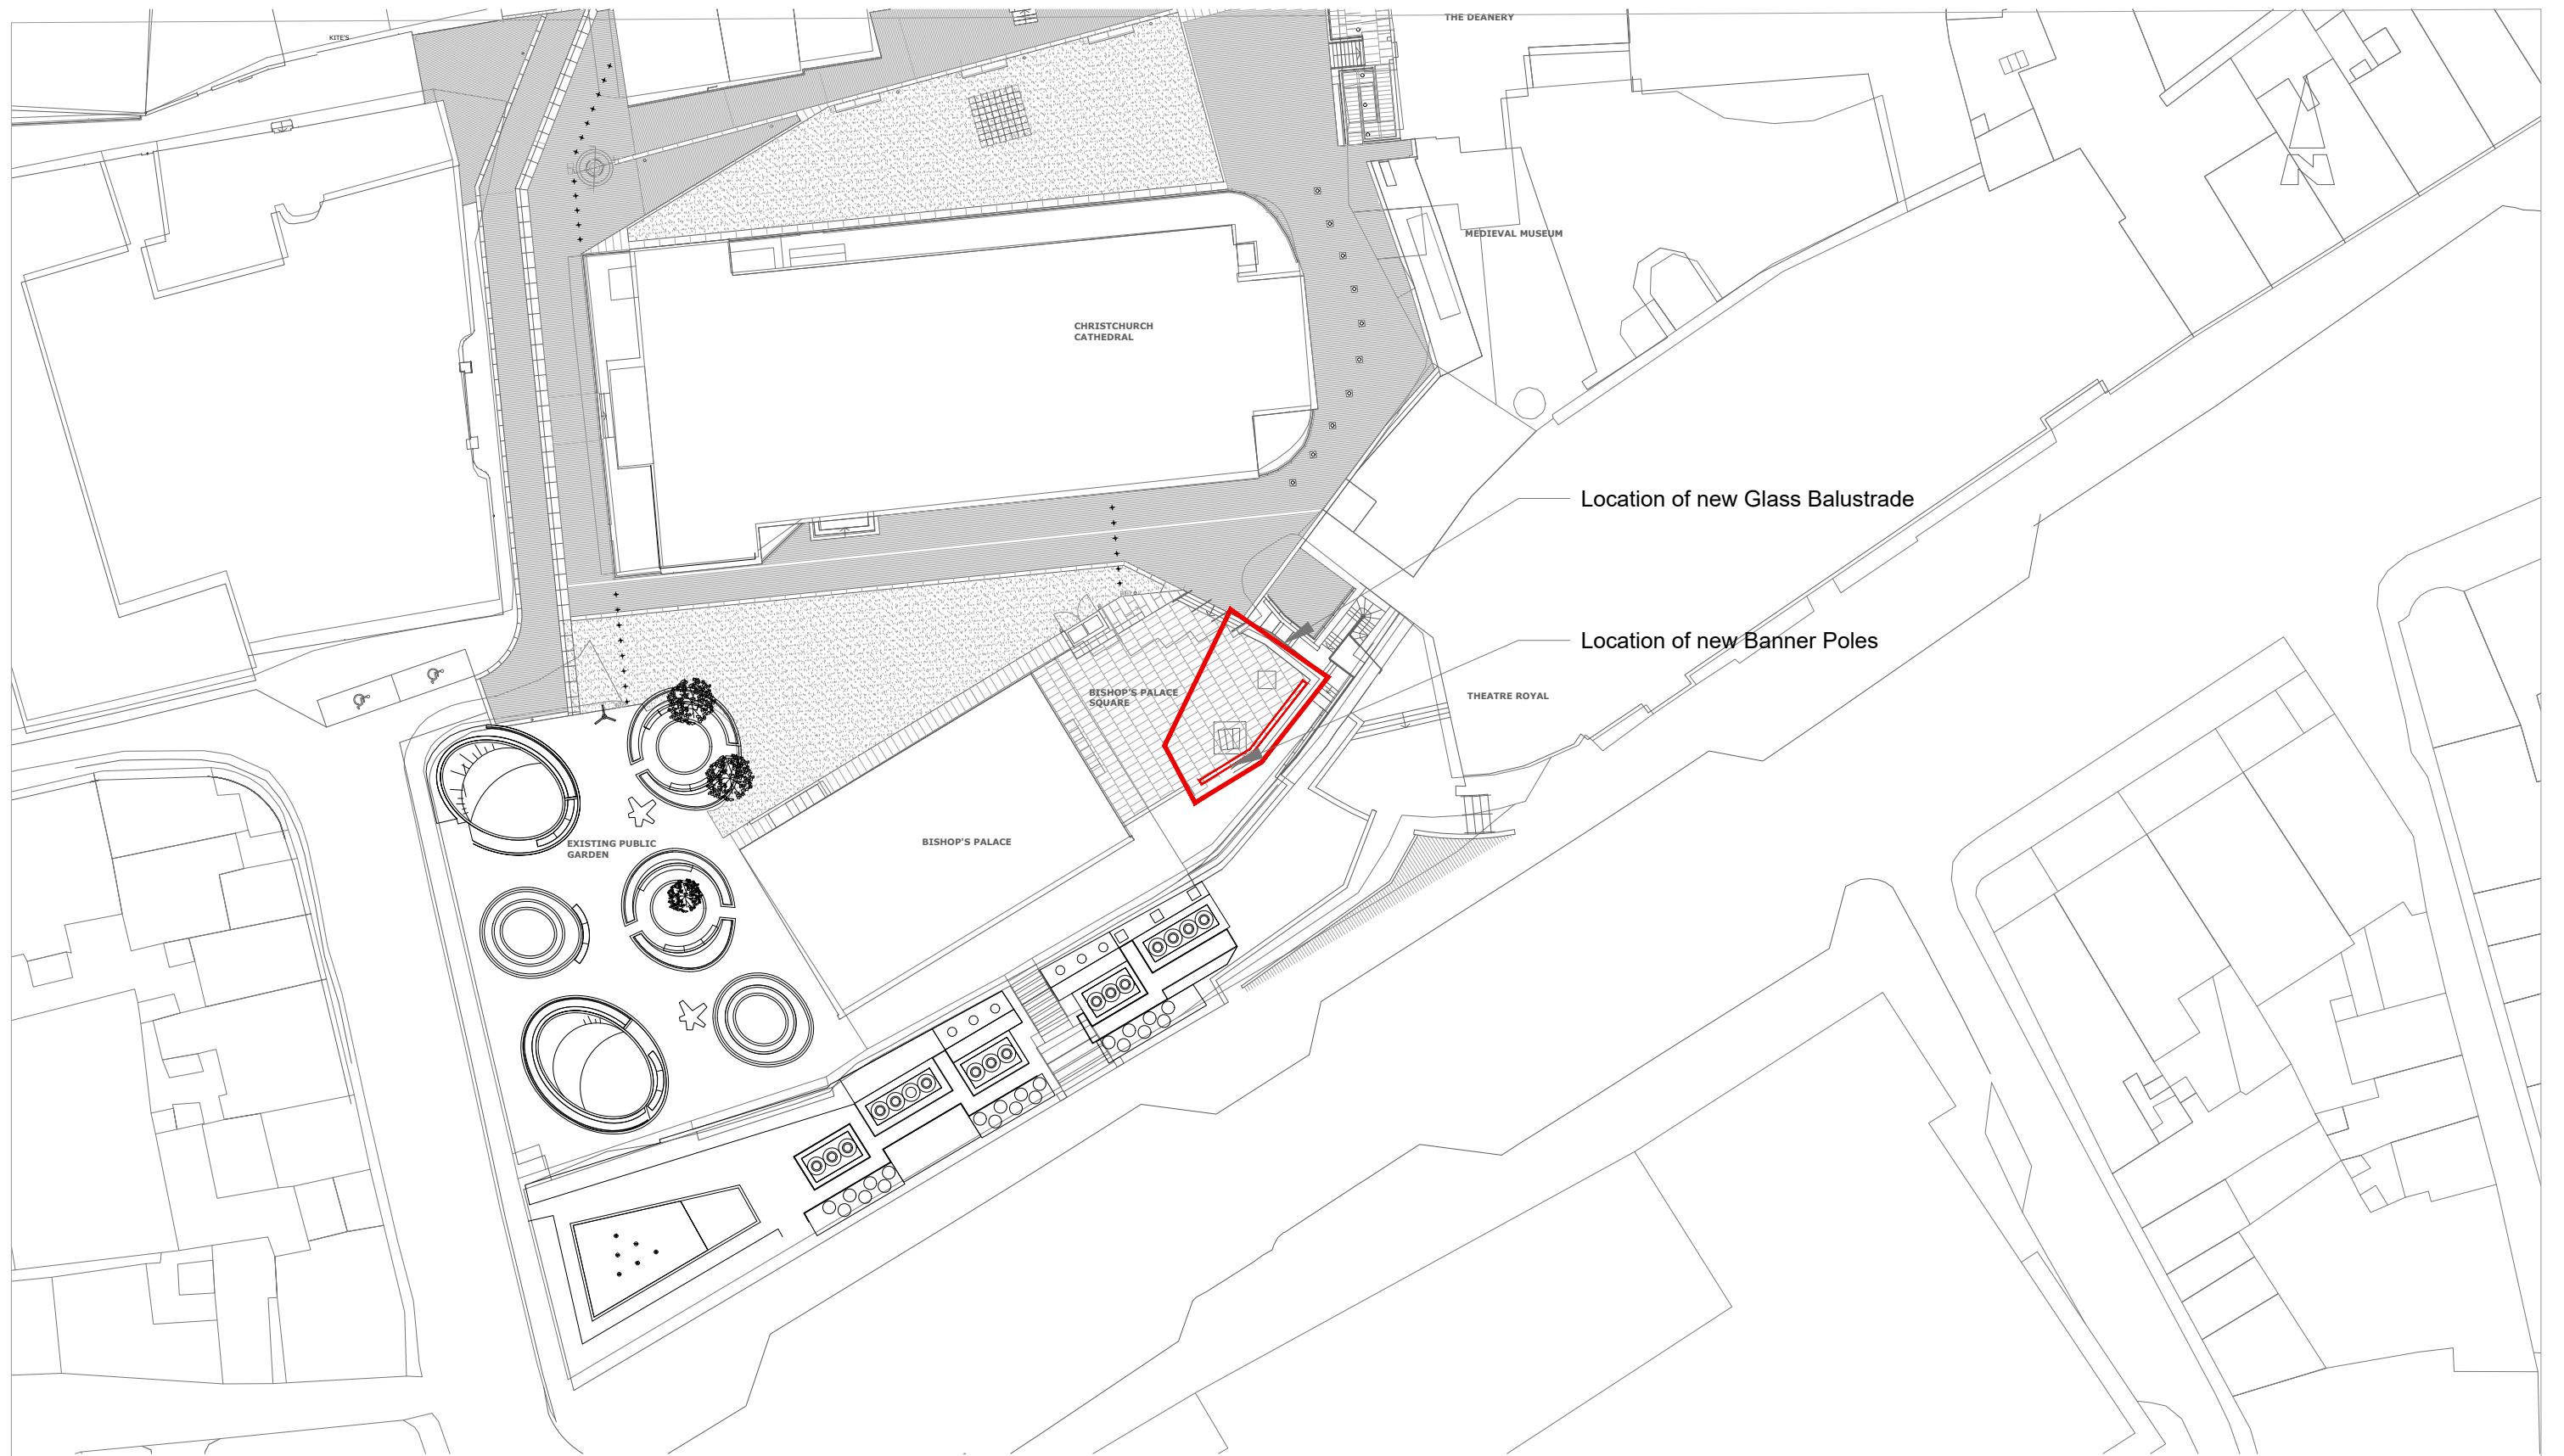 THE DEANERY
KITE'S
N
MEDIEVAL MUSEUM
CHRISTCHURCH
CATHEDRAL
Location of new Glass Balustrade
Location of new Banner Poles
BISHOP'S PALACE
SQUARE
THEATRE ROYAL
EXISTING PUBLIC
GARDEN
BISHOP'S PALACE